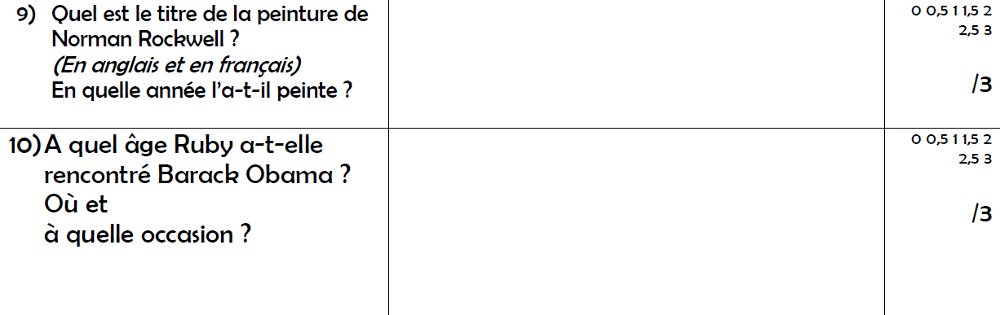 9) Quel est le titre de la peinture de
Norman Rockwell ?
(En anglais et en français)
En quelle année l'a-t-il peinte ?
0 0,5 1 1,5 2
2,5 3
/3
10) A quel âge Ruby a-t-elle
rencontré Barack Obama ?
Où et
à quelle occasion ?
0 0,5 1 1,5 2
2,5 3
/3